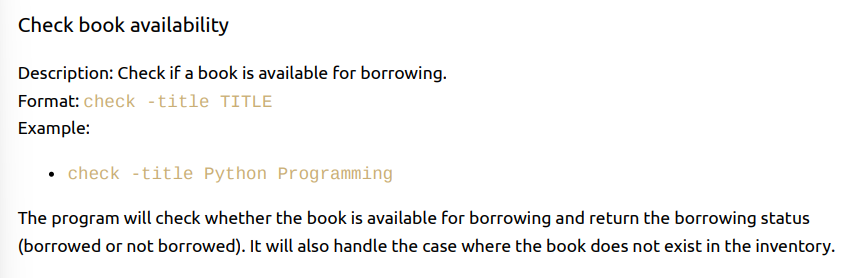 Check book availability
Description: Check if a book is available for borrowing.
Format: check -title TITLE
Example:
• check -title Python Programming
The program will check whether the book is available for borrowing and return the borrowing status
(borrowed or not borrowed). It will also handle the case where the book does not exist in the inventory.